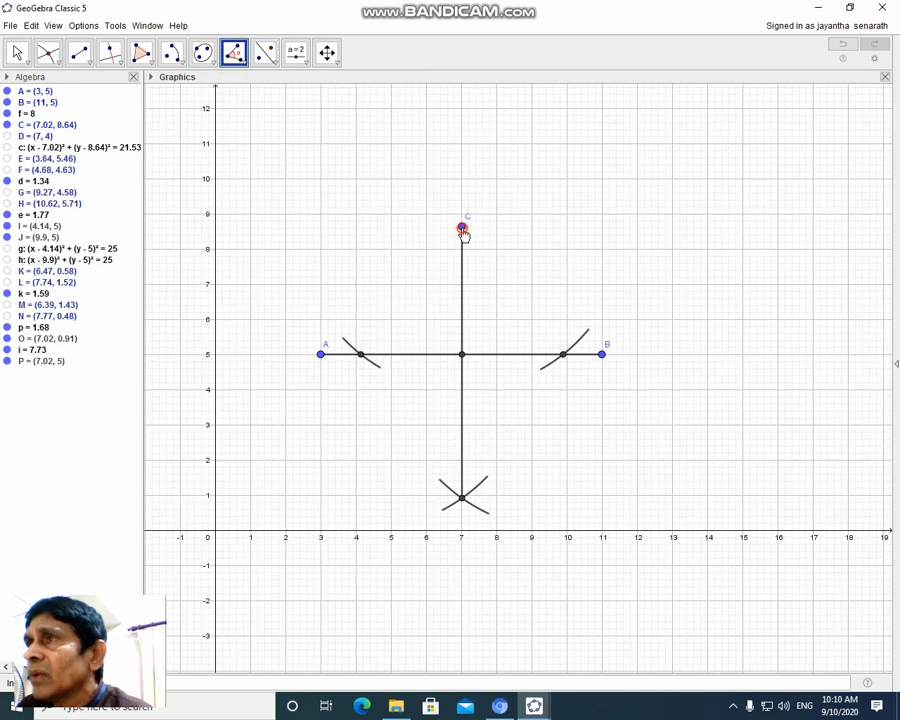 GeoGebra Classic 5
www.BANDICAM.com
File Edit View Options Tools Window Help
Signed in as jayantha senarath
a = 2
Algebra
Graphics
A = (3, 5)
B = (11, 5)
f = 8
C = (7.02, 8.64)
D = (7, 4)
c: (x - 7.02)² + (y - 8.64)² = 21.53
E = (3.64, 5.46)
F = (4.68, 4.63)
d = 1.34
G = (9.27, 4.58)
H = (10.62, 5.71)
e = 1.77
I = (4.14, 5)
J = (9.9, 5)
g: (x - 4.14)² + (y - 5)² = 25
h: (x - 9.9)² + (y - 5)² = 25
K = (6.47, 0.58)
L = (7.74, 1.52)
k = 1.59
M = (6.39, 1.43)
N = (7.77, 0.48)
p = 1.68
O = (7.02, 0.91)
i = 7.73
P = (7.02, 5)
12
11
10
9
8
7
6
5
4
3
2
1
-1
-2
-3
C
A
B
-1 0 1 2 3 4 5 6 7 8 9 10 11 12 13 14 15 16 17 18 19
Type here to search
ENG
10:10 AM
9/10/2020